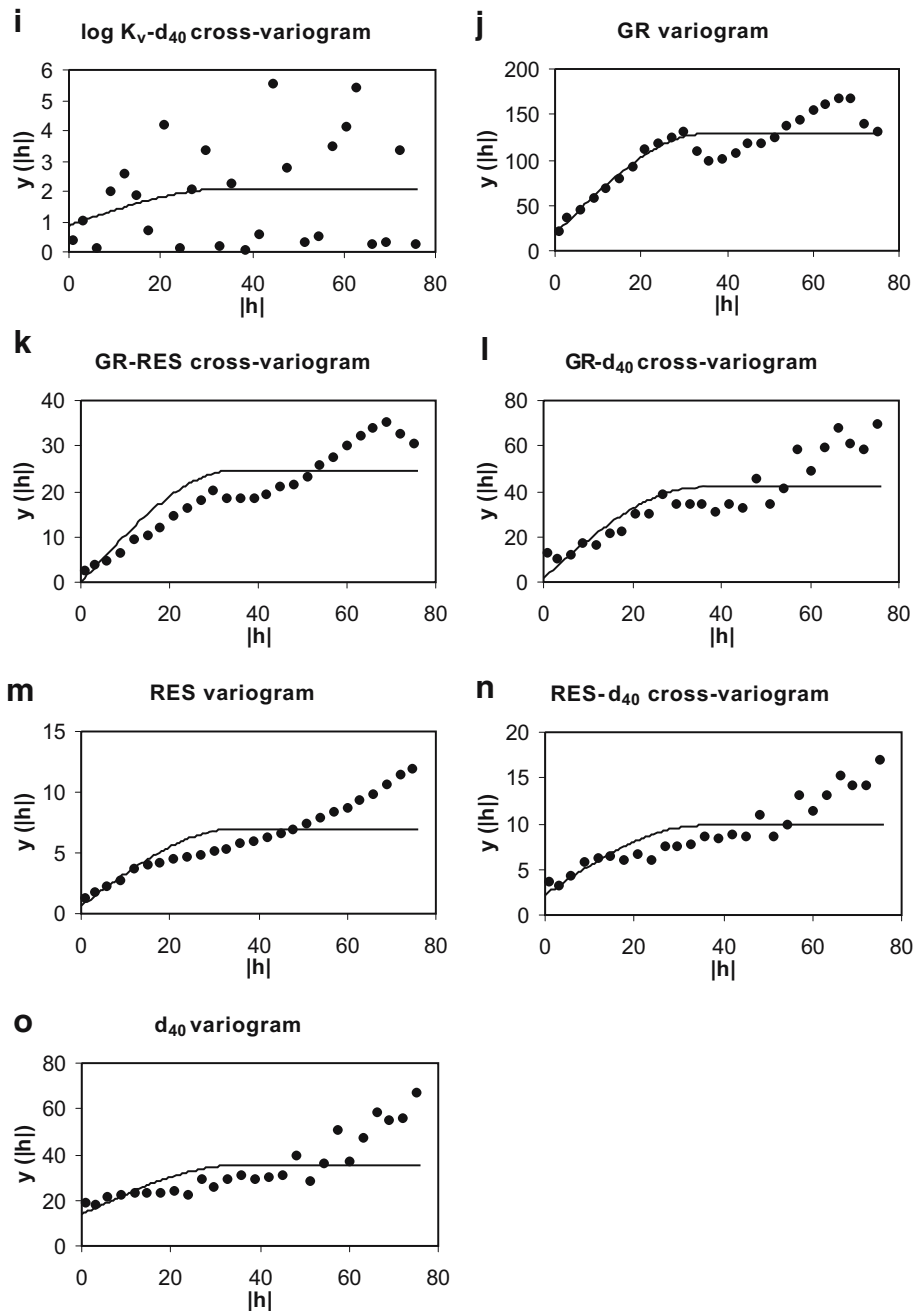 i
log Kv-d40 cross-variogram
6
5
4
3
2
1
0
y (|h|)
0 20 40 60 80
|h|
j
GR variogram
200
150
100
50
0
y (|h|)
0 20 40 60 80
|h|
k
GR-RES cross-variogram
40
30
20
10
0
y (|h|)
0 20 40 60 80
|h|
l
GR-d40 cross-variogram
80
60
40
20
0
y (|h|)
0 20 40 60 80
|h|
m
RES variogram
15
10
5
0
y (|h|)
0 20 40 60 80
|h|
n
RES-d40 cross-variogram
20
15
10
5
0
y (|h|)
0 20 40 60 80
|h|
o
d40 variogram
80
60
40
20
0
y (|h|)
0 20 40 60 80
|h|